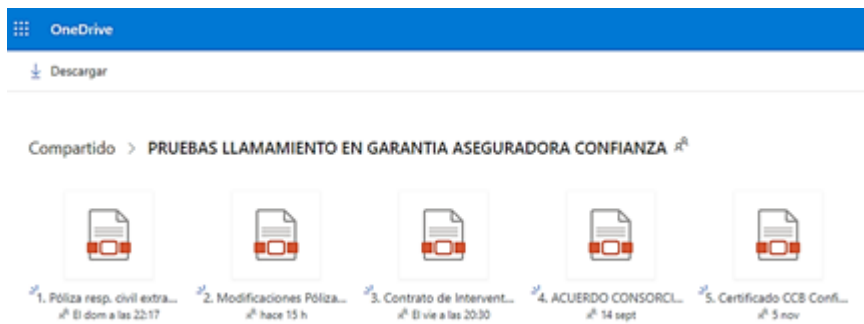 OneDrive
Descargar
Compartido > PRUEBAS LLAMAMIENTO EN GARANTIA ASEGURADORA CONFIANZA
1. Póliza resp. civil extra... 2. Modificaciones Póliza... 3. Contrato de Intervent... 4. ACUERDO CONSORCI... 5. Certificado CCB Confi...
El dom a las 22:17 hace 15 h El vie a las 20:30 14 sept 5 nov